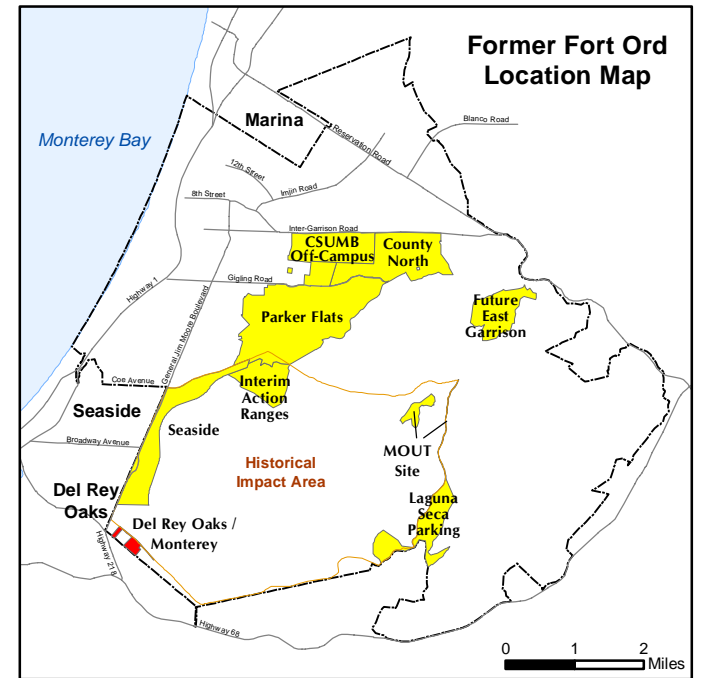 Former Fort Ord
Location Map
Marina
Monterey Bay
Blanco Road
Reservation Road
12th Street
Imjin Road
8th Street
Inter-Garrison Road
CSUMB
Off-Campus
County
North
Gigling Road
Highway 1
General Jim Moore Boulevard
Parker Flats
Future
East
Garrison
Coe Avenue
Interim
Action
Ranges
Seaside
Seaside
Broadway Avenue
MOUT
Site
Historical
Impact Area
Del Rey
Oaks
Laguna
Seca
Parking
Del Rey Oaks /
Monterey
Highway 218
Highway 68
0 1 2
Miles